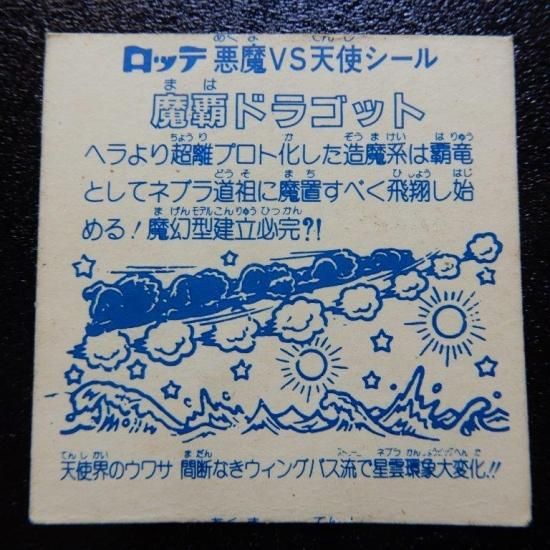 ロッテ 悪魔VS天使シール
魔覇ドラゴット
ヘラより超離プロト化した造魔系は覇竜
としてネブラ道祖に魔置すべく飛翔し始
める!魔幻型建立必完?!
天使界のウワサ 間断なきウィングバス流で星雲環象大変化!!